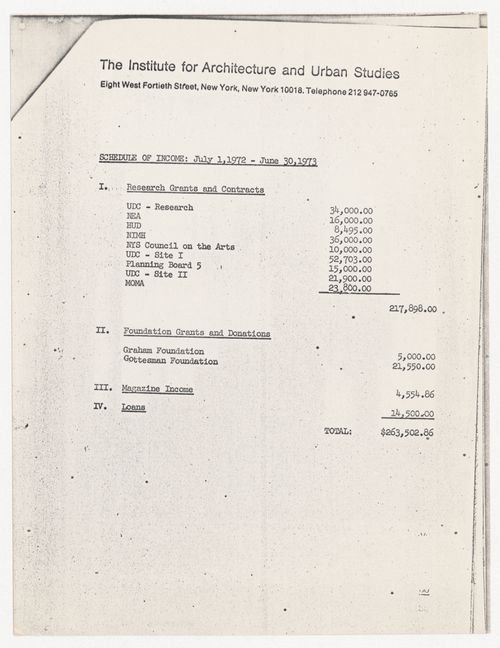 The Institute for Architecture and Urban Studies
Eight West Fortieth Street, New York, New York 10018. Telephone 212 947-0765
SCHEDULE OF INCOME: July 1,1972 - June 30,1973
I. Research Grants and Contracts
UDC - Research 34,000.00
NEA 16,000.00
HUD 8,495.00
NIMH 36,000.00
NYS Council on the Arts 10,000.00
UDC - Site I 52,703.00
Planning Board 5 15,000.00
UDC - Site II 21,900.00
MOMA 23,800.00
217,898.00
II. Foundation Grants and Donations
Graham Foundation 5,000.00
Gottesman Foundation 21,550.00
III. Magazine Income 4,554.86
IV. Loans 14,500.00
TOTAL: $263,502.86